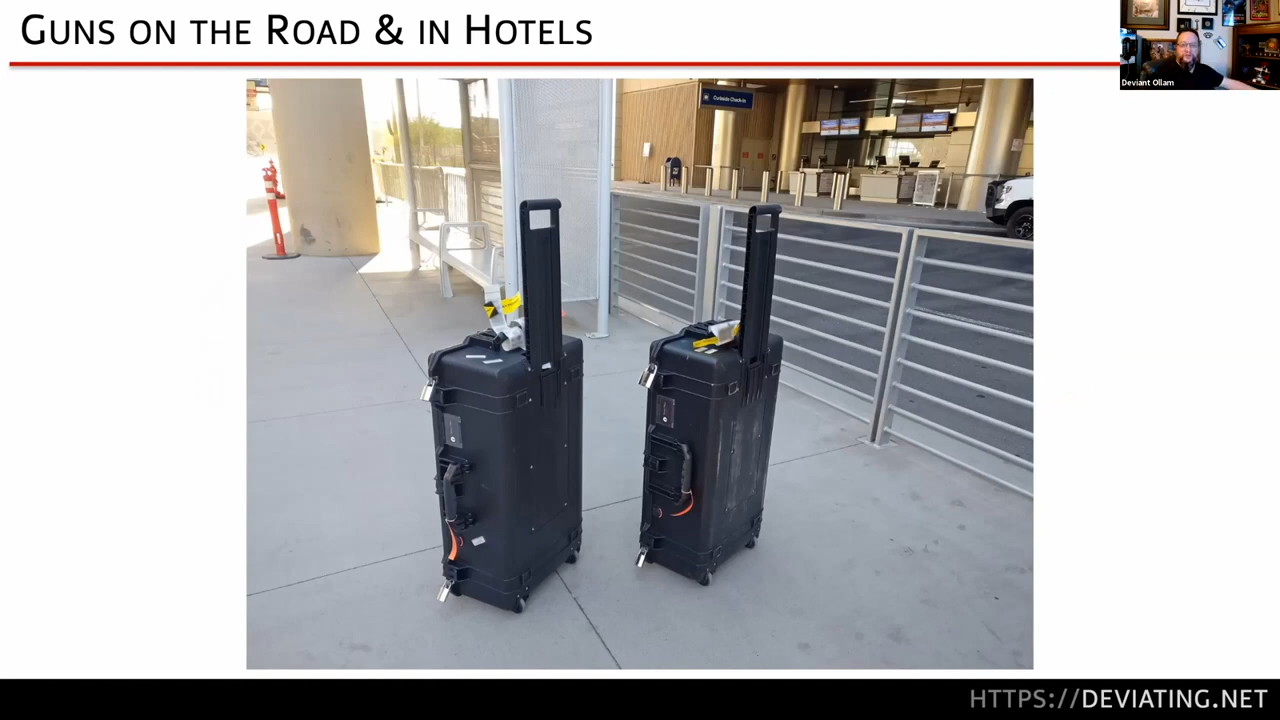 GUNS ON THE ROAD & IN HOTELS
Deviant Ollam
Curbside Check-in
HTTPS://DEVIATING.NET